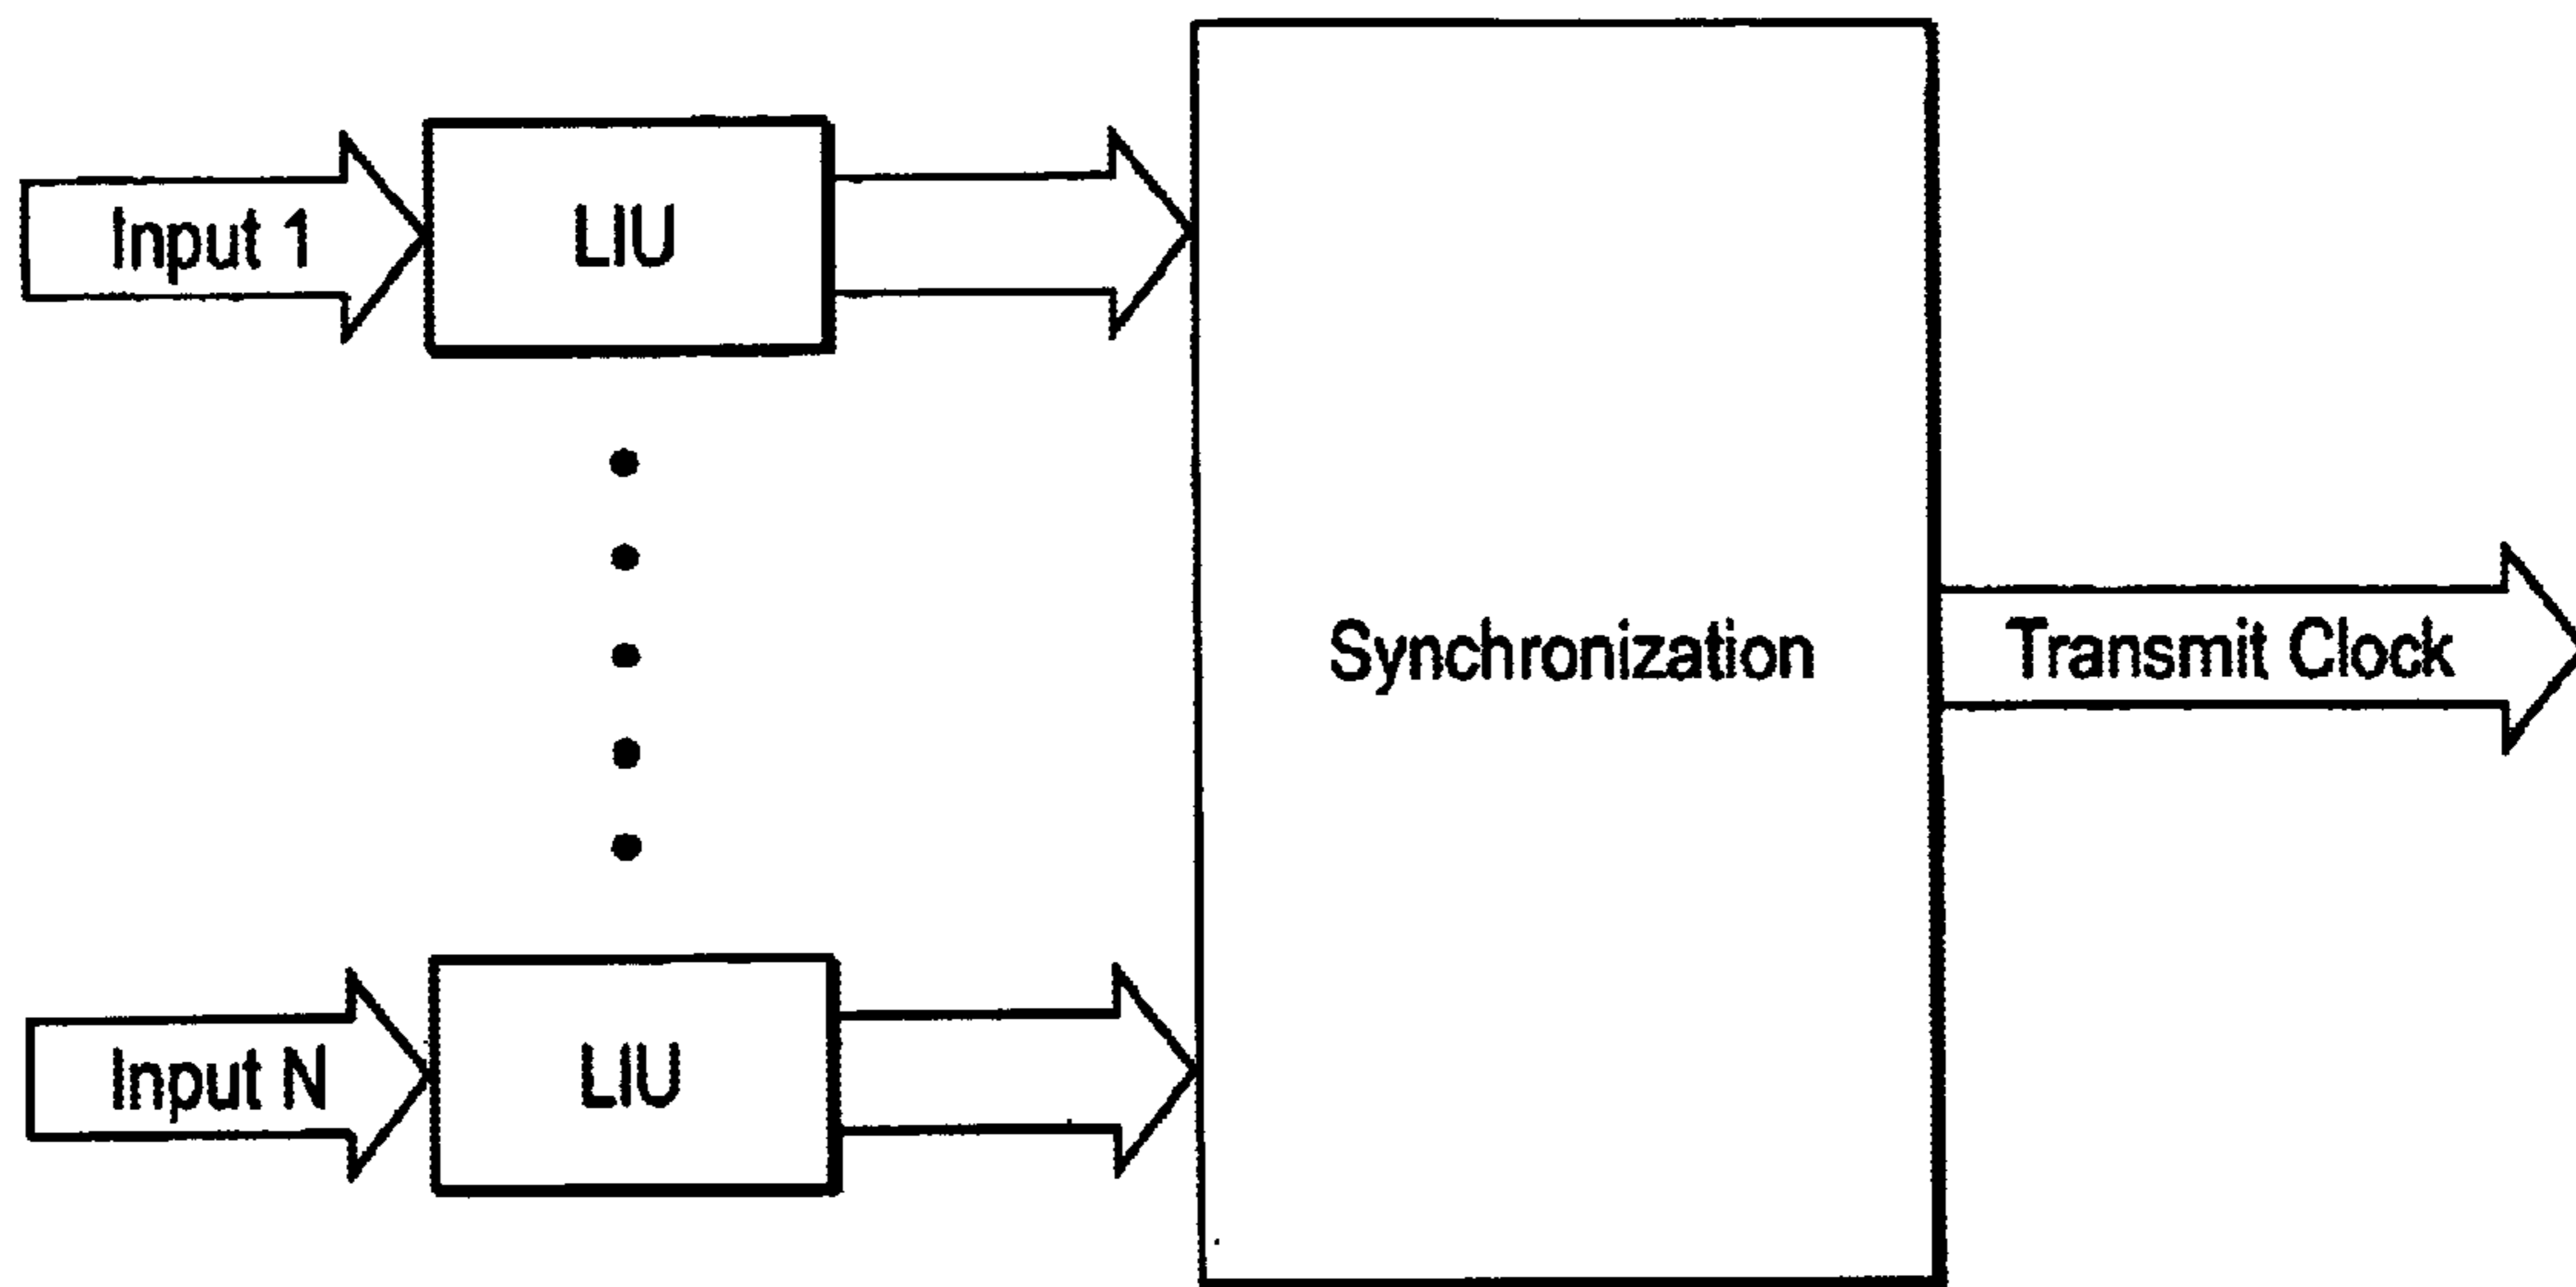 Input 1
LIU
Synchronization
Transmit Clock
Input N
LIU